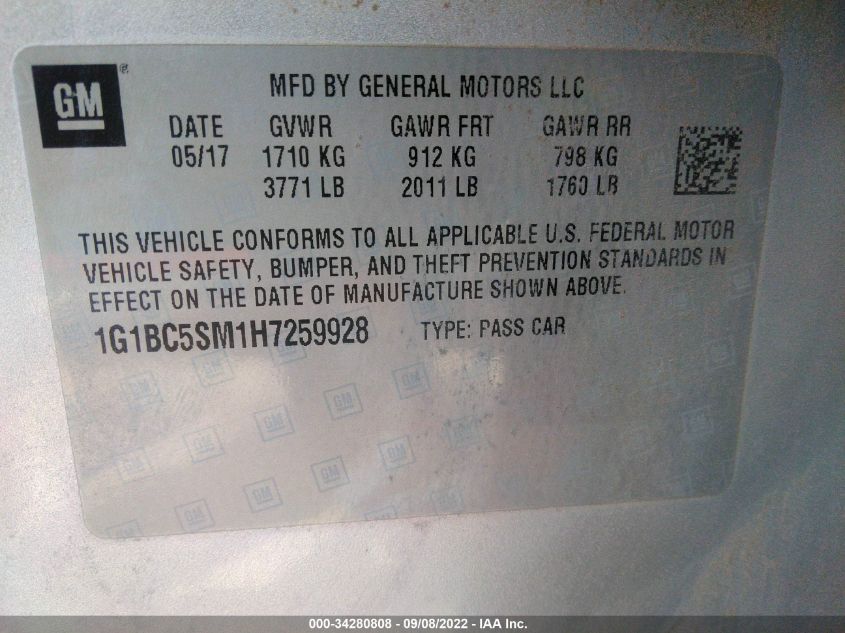 GM ®
MFD BY GENERAL MOTORS LLC
DATE GVWR GAWR FRT GAWR RR
05/17 1710 KG 912 KG 798 KG
3771 LB 2011 LB 1760 LB
THIS VEHICLE CONFORMS TO ALL APPLICABLE U.S. FEDERAL MOTOR
VEHICLE SAFETY, BUMPER, AND THEFT PREVENTION STANDARDS IN
EFFECT ON THE DATE OF MANUFACTURE SHOWN ABOVE.
1G1BC5SM1H7259928 TYPE: PASS CAR
000-34280808 - 09/08/2022 - IAA Inc.